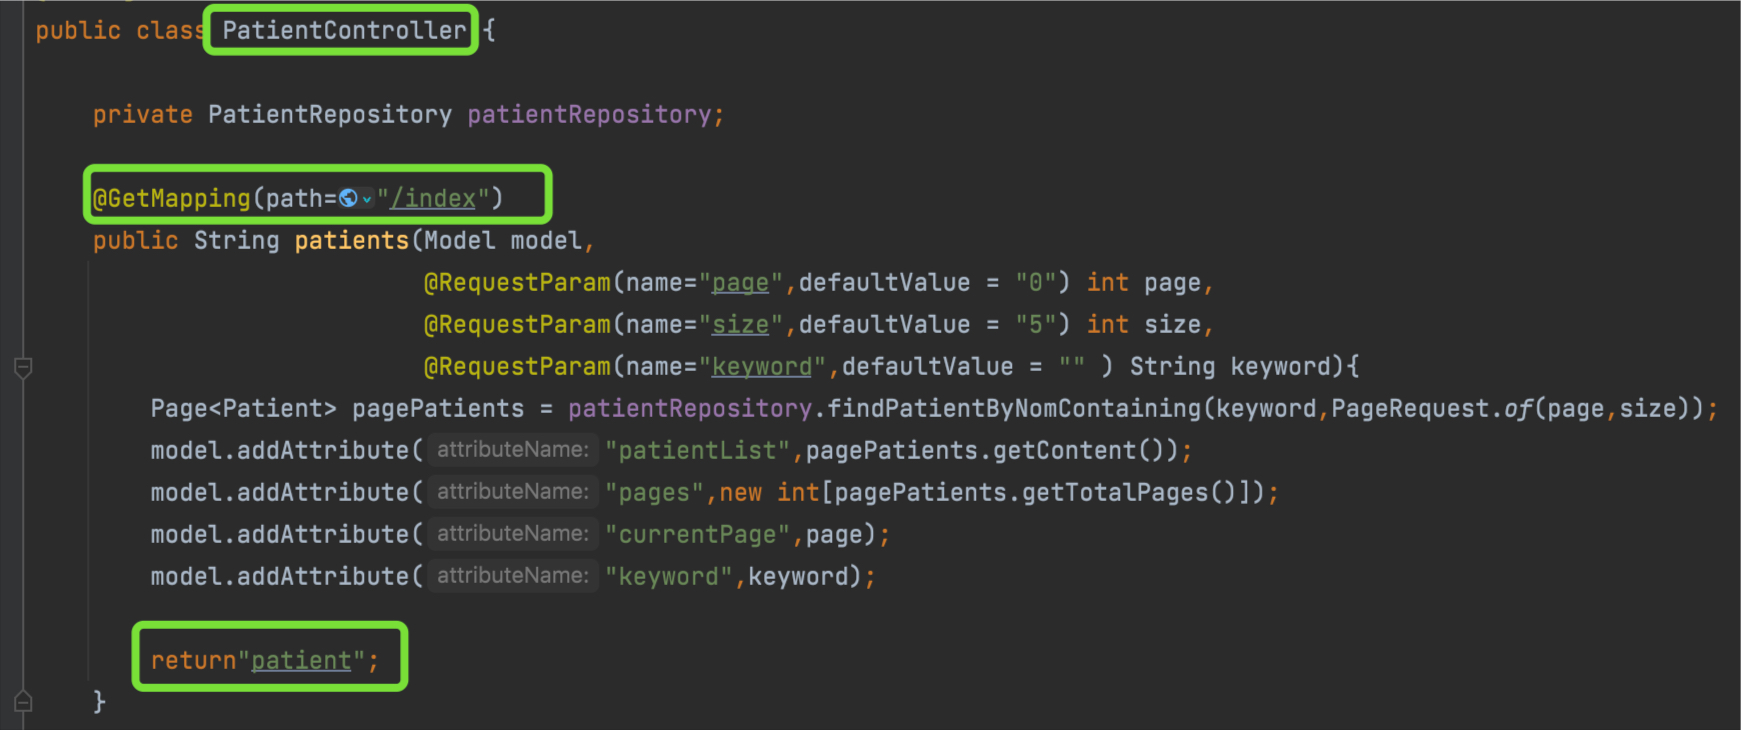 public class PatientController {
private PatientRepository patientRepository;
@GetMapping(path="/index")
public String patients(Model model,
@RequestParam(name="page",defaultValue = "0") int page,
@RequestParam(name="size",defaultValue = "5") int size,
@RequestParam(name="keyword",defaultValue = "" ) String keyword){
Page<Patient> pagePatients = patientRepository.findPatientByNomContaining(keyword,PageRequest.of(page,size));
model.addAttribute( attributeName: "patientList",pagePatients.getContent());
model.addAttribute( attributeName: "pages",new int[pagePatients.getTotalPages()]);
model.addAttribute( attributeName: "currentPage",page);
model.addAttribute( attributeName: "keyword",keyword);
return"patient";
}